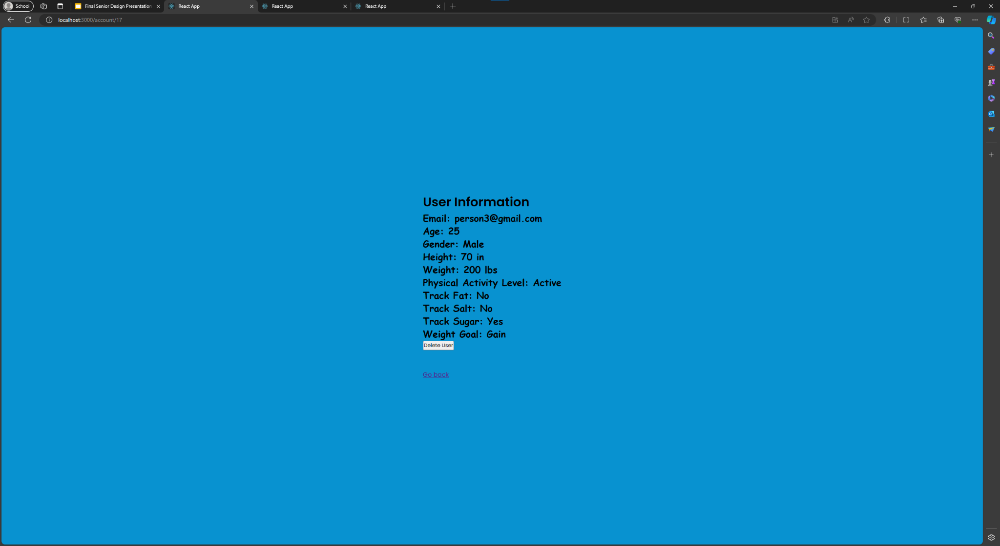 School
Final Senior Design Presentation
React App
React App
React App
localhost:3000/account/17
User Information
Email: person3@gmail.com
Age: 25
Gender: Male
Height: 70 in
Weight: 200 lbs
Physical Activity Level: Active
Track Fat: No
Track Salt: No
Track Sugar: Yes
Weight Goal: Gain
Delete User
Go back